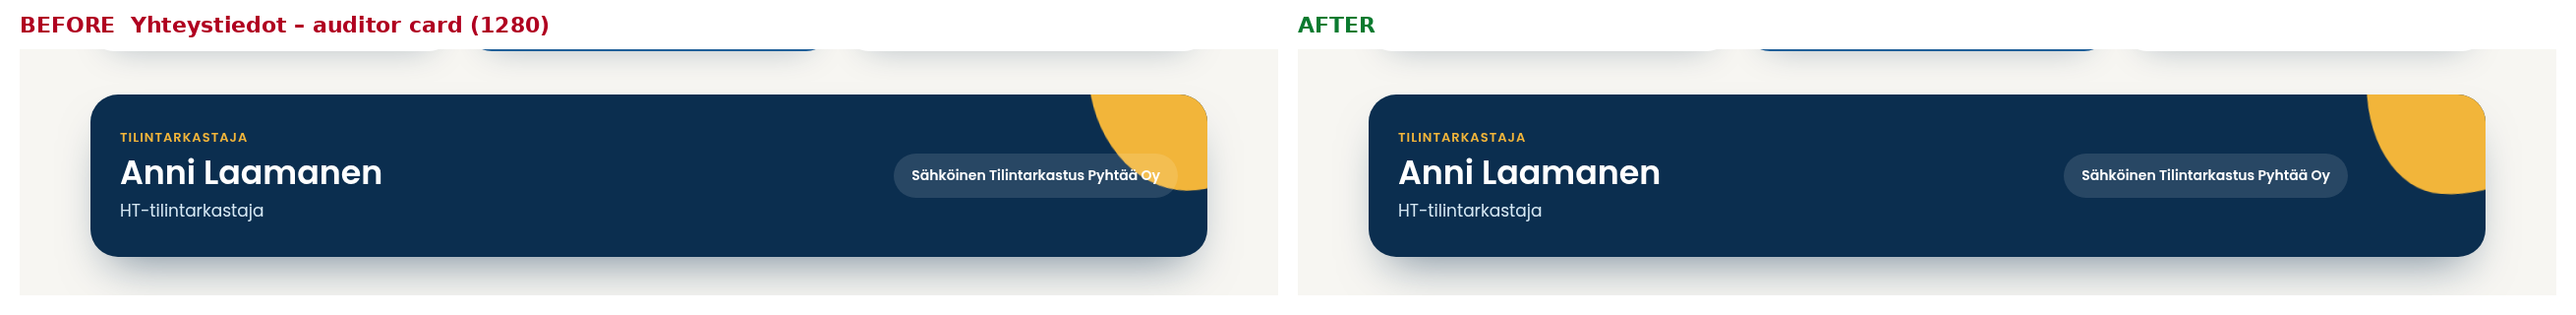 BEFORE Yhteystiedot – auditor card (1280)
TILINTARKASTAJA
Anni Laamanen
HT-tilintarkastaja
Sähköinen Tilintarkastus Pyhtää Oy
AFTER
TILINTARKASTAJA
Anni Laamanen
HT-tilintarkastaja
Sähköinen Tilintarkastus Pyhtää Oy